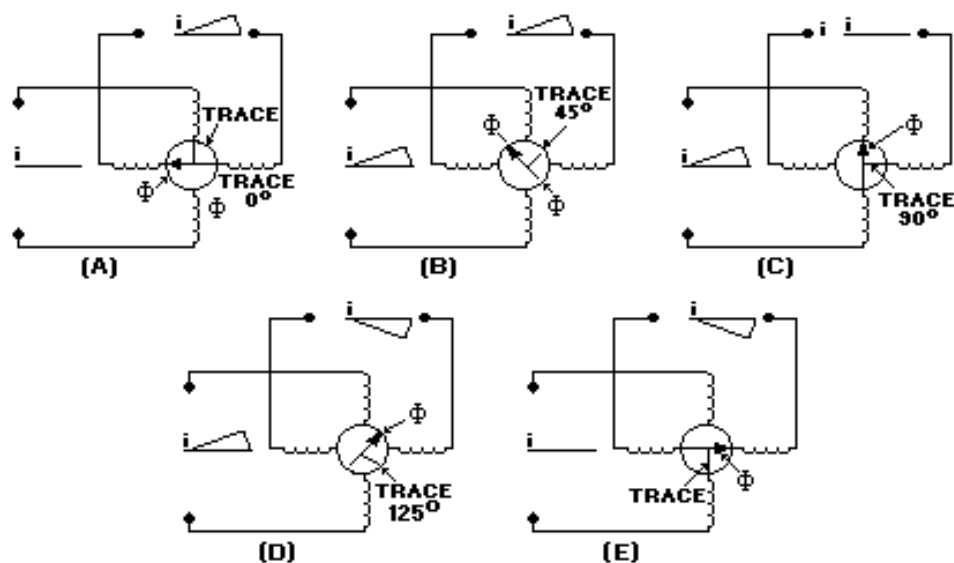 i
i i i
TRACE
i
Φ
TRACE
0°
Φ
(A)
TRACE
45°
Φ
i
Φ
(B)
Φ
i
TRACE
90°
(C)
i
i
Φ
i
TRACE
125°
(D)
i
Φ
TRACE
(E)